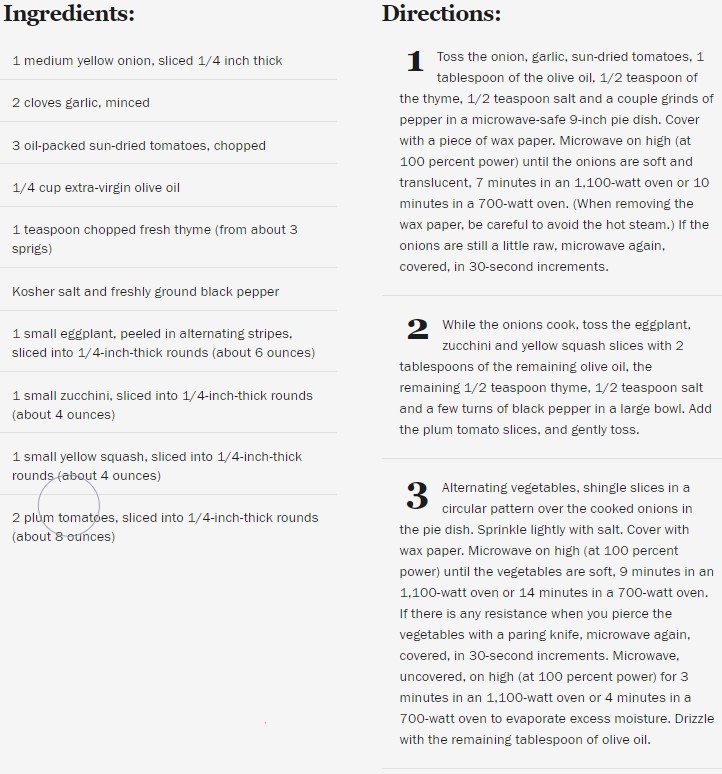 Ingredients:
1 medium yellow onion, sliced 1/4 inch thick
2 cloves garlic, minced
3 oil-packed sun-dried tomatoes, chopped
1/4 cup extra-virgin olive oil
1 teaspoon chopped fresh thyme (from about 3
sprigs)
Kosher salt and freshly ground black pepper
1 small eggplant, peeled in alternating stripes,
sliced into 1/4-inch-thick rounds (about 6 ounces)
1 small zucchini, sliced into 1/4-inch-thick rounds
(about 4 ounces)
1 small yellow squash, sliced into 1/4-inch-thick
rounds (about 4 ounces)
2 plum tomatoes, sliced into 1/4-inch-thick rounds
(about 8 ounces)
Directions:
1 Toss the onion, garlic, sun-dried tomatoes, 1
tablespoon of the olive oil, 1/2 teaspoon of
the thyme, 1/2 teaspoon salt and a couple grinds of
pepper in a microwave-safe 9-inch pie dish. Cover
with a piece of wax paper. Microwave on high (at
100 percent power) until the onions are soft and
translucent, 7 minutes in an 1,100-watt oven or 10
minutes in a 700-watt oven. (When removing the
wax paper, be careful to avoid the hot steam.) If the
onions are still a little raw, microwave again,
covered, in 30-second increments.
2 While the onions cook, toss the eggplant,
zucchini and yellow squash slices with 2
tablespoons of the remaining olive oil, the
remaining 1/2 teaspoon thyme, 1/2 teaspoon salt
and a few turns of black pepper in a large bowl. Add
the plum tomato slices, and gently toss.
3 Alternating vegetables, shingle slices in a
circular pattern over the cooked onions in
the pie dish. Sprinkle lightly with salt. Cover with
wax paper. Microwave on high (at 100 percent
power) until the vegetables are soft, 9 minutes in an
1,100-watt oven or 14 minutes in a 700-watt oven.
If there is any resistance when you pierce the
vegetables with a paring knife, microwave again,
covered, in 30-second increments. Microwave,
uncovered, on high (at 100 percent power) for 3
minutes in an 1,100-watt oven or 4 minutes in a
700-watt oven to evaporate excess moisture. Drizzle
with the remaining tablespoon of olive oil.